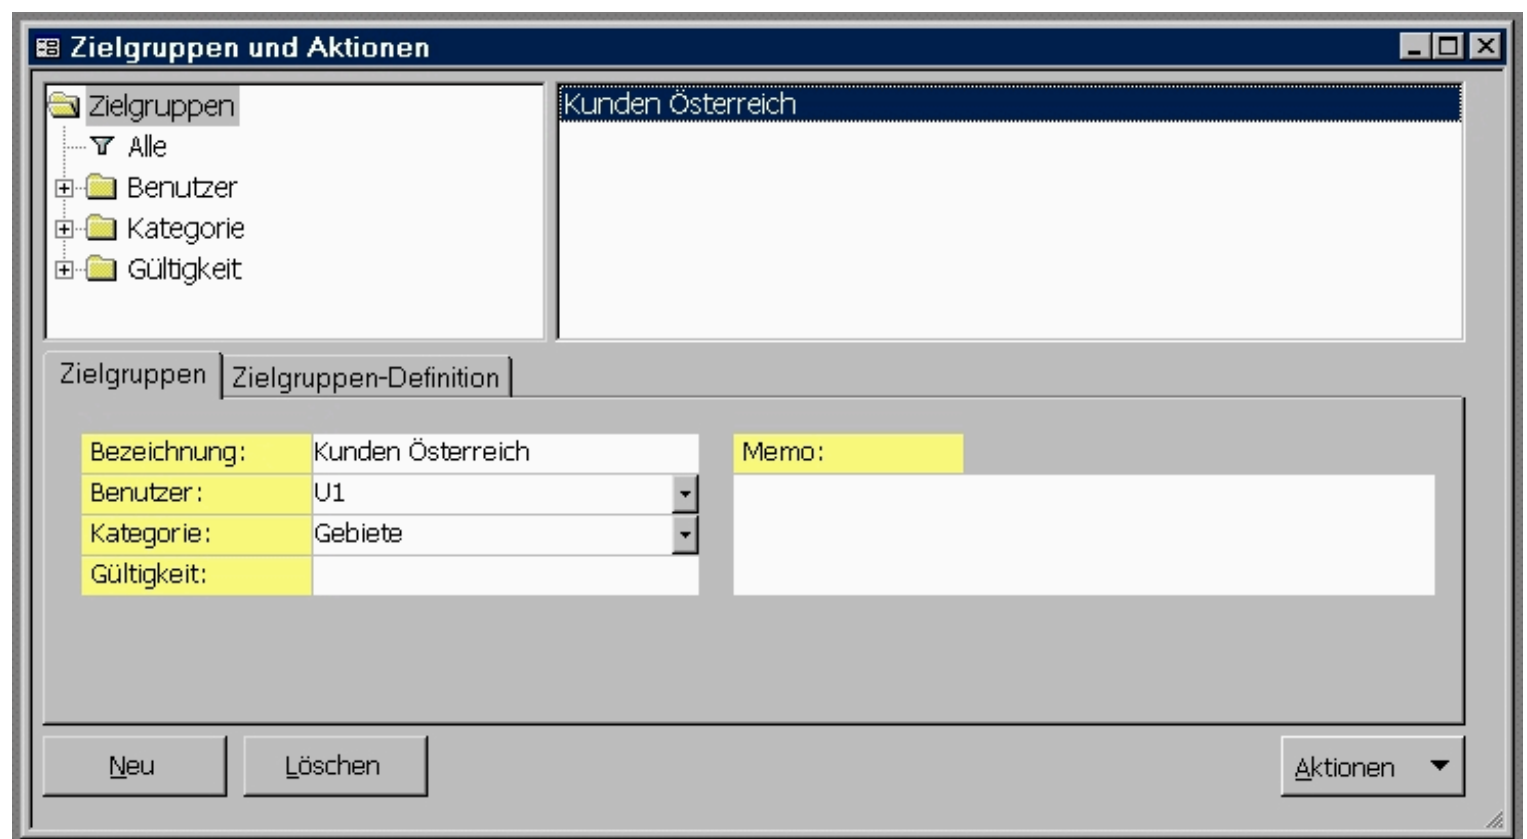 Zielgruppen und Aktionen
Zielgruppen
Alle
Benutzer
Kategorie
Gültigkeit
Kunden Österreich
Zielgruppen
Zielgruppen-Definition
Bezeichnung: Kunden Österreich
Benutzer: U1
Kategorie: Gebiete
Gültigkeit:
Memo:
Neu
Löschen
Aktionen